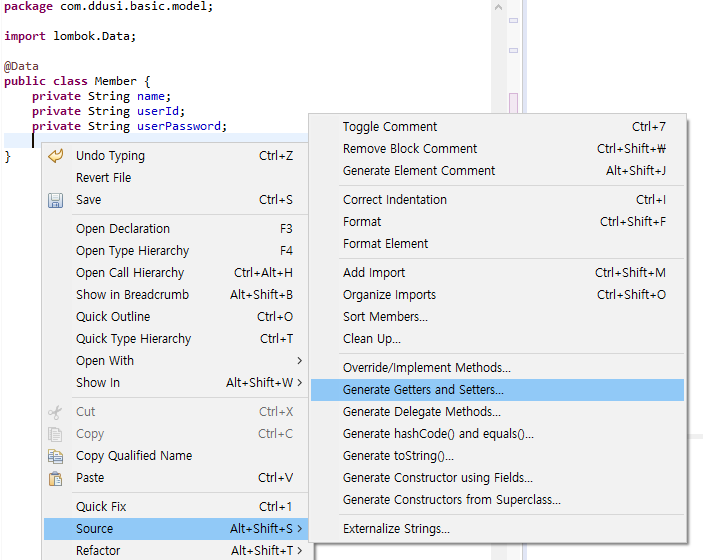 package com.ddusi.basic.model;
import lombok.Data;
@Data
public class Member {
private String name;
private String userId;
private String userPassword;
}
Undo Typing Ctrl+Z
Revert File
Save Ctrl+S
Open Declaration F3
Open Type Hierarchy F4
Open Call Hierarchy Ctrl+Alt+H
Show in Breadcrumb Alt+Shift+B
Quick Outline Ctrl+O
Quick Type Hierarchy Ctrl+T
Open With >
Show In Alt+Shift+W >
Cut Ctrl+X
Copy Ctrl+C
Copy Qualified Name
Paste Ctrl+V
Quick Fix Ctrl+1
Source Alt+Shift+S >
Refactor Alt+Shift+T >
Toggle Comment Ctrl+7
Remove Block Comment Ctrl+Shift+₩
Generate Element Comment Alt+Shift+J
Correct Indentation Ctrl+I
Format Ctrl+Shift+F
Format Element
Add Import Ctrl+Shift+M
Organize Imports Ctrl+Shift+O
Sort Members...
Clean Up...
Override/Implement Methods...
Generate Getters and Setters...
Generate Delegate Methods...
Generate hashCode() and equals()...
Generate toString()...
Generate Constructor using Fields...
Generate Constructors from Superclass...
Externalize Strings...